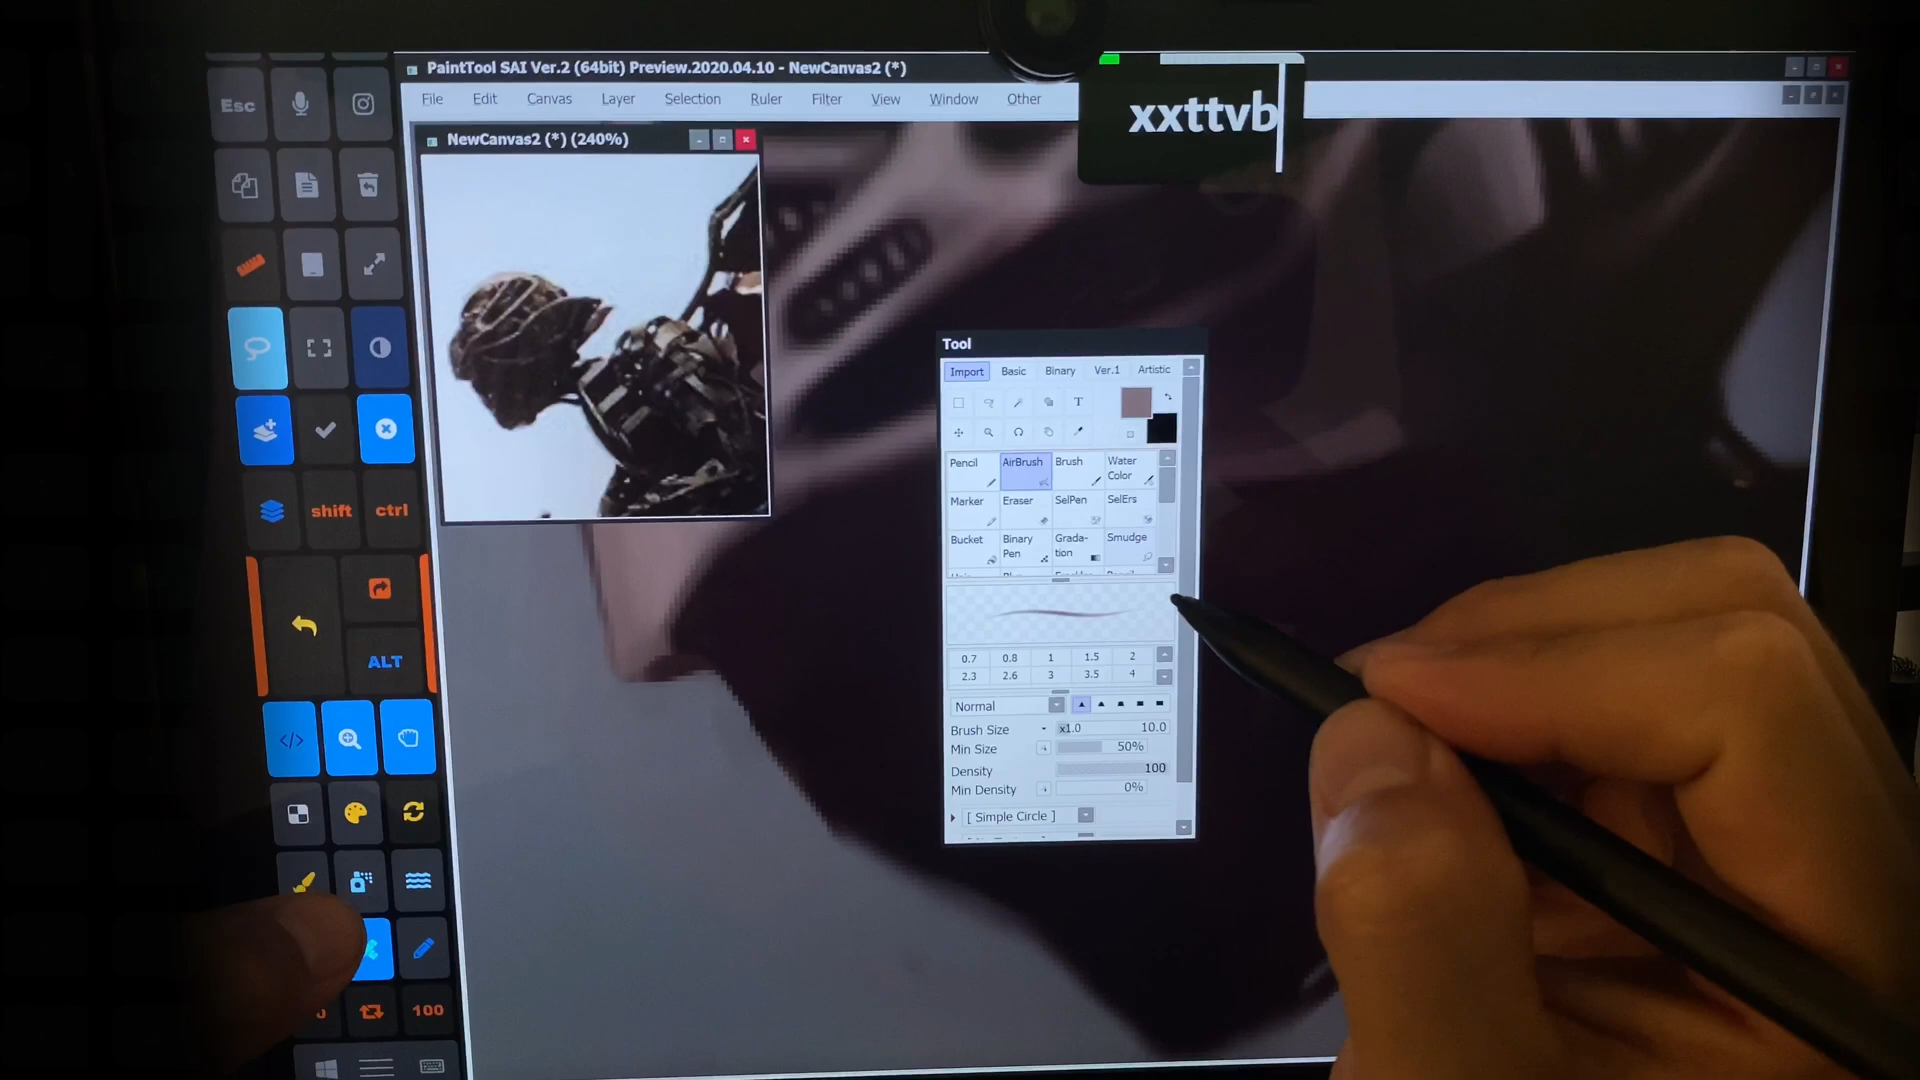 PaintTool SAI Ver.2 (64bit) Preview.2020.04.10 - NewCanvas2 (*)
File Edit Canvas Layer Selection Ruler Filter View Window Other
xxttvb
NewCanvas2 (*) (240%)
Esc
shift ctrl
ALT
100
Tool
Import Basic Binary Ver.1 Artistic
T
Pencil AirBrush Brush Water Color
Marker Eraser SelPen SelErs
Bucket Binary Pen Grada-tion Smudge
0.7 0.8 1 1.5 2
2.3 2.6 3 3.5 4
Normal
Brush Size x1.0 10.0
Min Size 50%
Density 100
Min Density 0%
[ Simple Circle ]